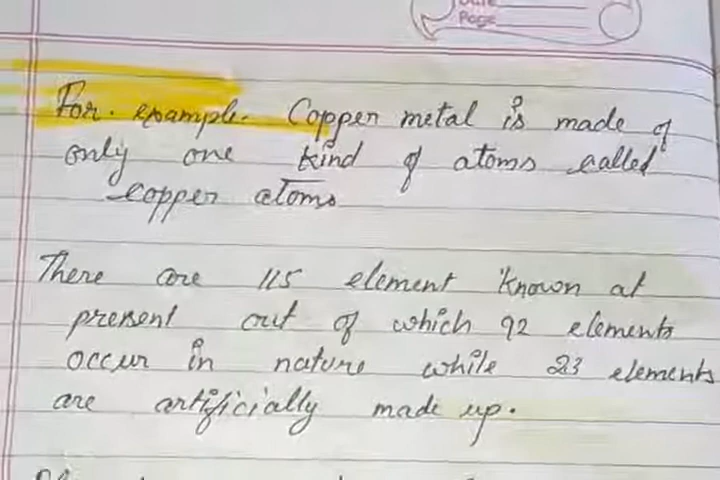 Page
For. example. Copper metal is made of
only one kind of atoms called
copper atoms
There are 115 element known at
present out of which 92 elements
occur in nature while 23 elements
are artificially made up.